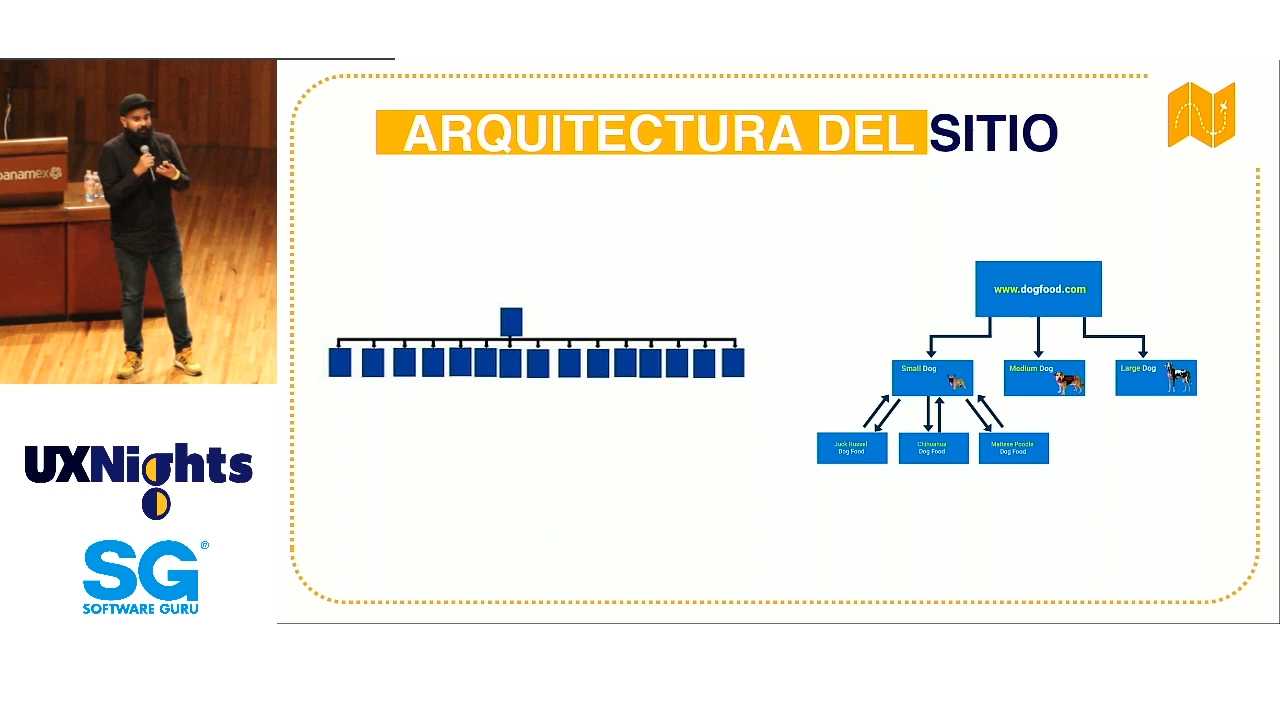 ARQUITECTURA DEL SITIO
banamex
www.dogfood.com
Small Dog
Medium Dog
Large Dog
Jack Russel
Dog Food
Chihuahua
Dog Food
Maltese Poodle
Dog Food
UXNights
SG®
SOFTWARE GURU